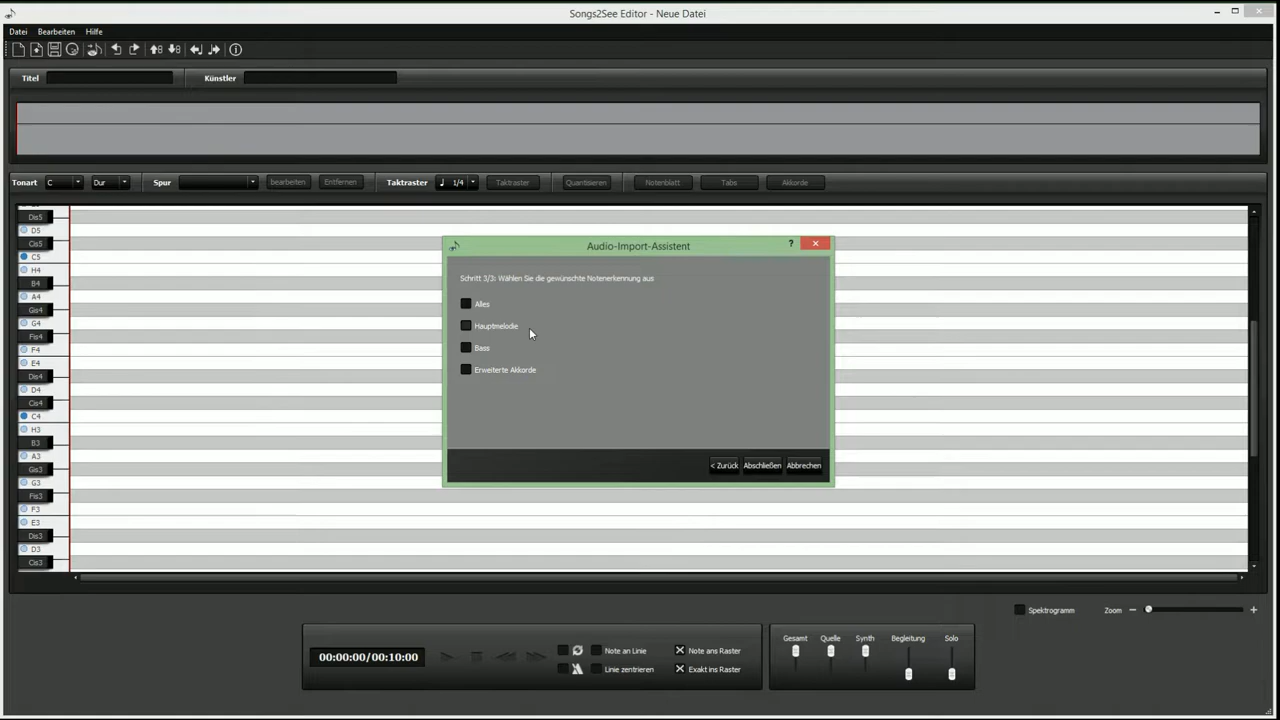 Songs2See Editor - Neue Datei
Datei Bearbeiten Hilfe
Titel Künstler
Tonart C Dur Spur bearbeiten Entfernen Taktraster 1/4 Taktraster Quantisieren Notenblatt Tabs Akkorde
Dis5
D5
Cis5
C5
H4
B4
A4
Gis4
G4
Fis4
F4
E4
Dis4
D4
Cis4
C4
H3
B3
A3
Gis3
G3
Fis3
F3
E3
Dis3
D3
Cis3
Audio-Import-Assistent ?
Schritt 3/3: Wählen Sie die gewünschte Notenerkennung aus
Alles
Hauptmelodie
Bass
Erweiterte Akkorde
< Zurück Abschließen Abbrechen
Spektrogramm Zoom
00:00:00/00:10:00
Note an Linie Note ans Raster
Linie zentrieren Exakt ins Raster
Gesamt Quelle Synth Begleitung Solo